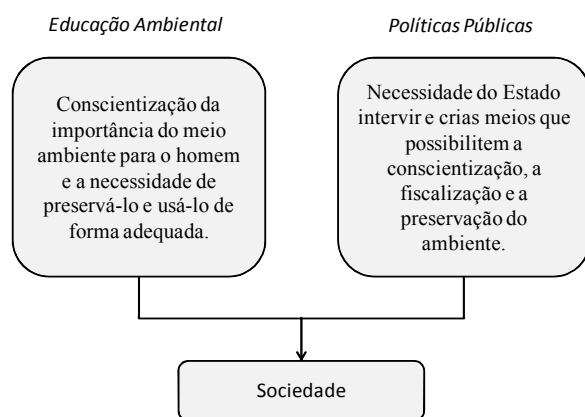 Educação Ambiental
Políticas Públicas
Conscientização da
importância do meio
ambiente para o homem
e a necessidade de
preservá-lo e usá-lo de
forma adequada.
Necessidade do Estado
intervir e crias meios que
possibilitem a
conscientização, a
fiscalização e a
preservação do
ambiente.
Sociedade